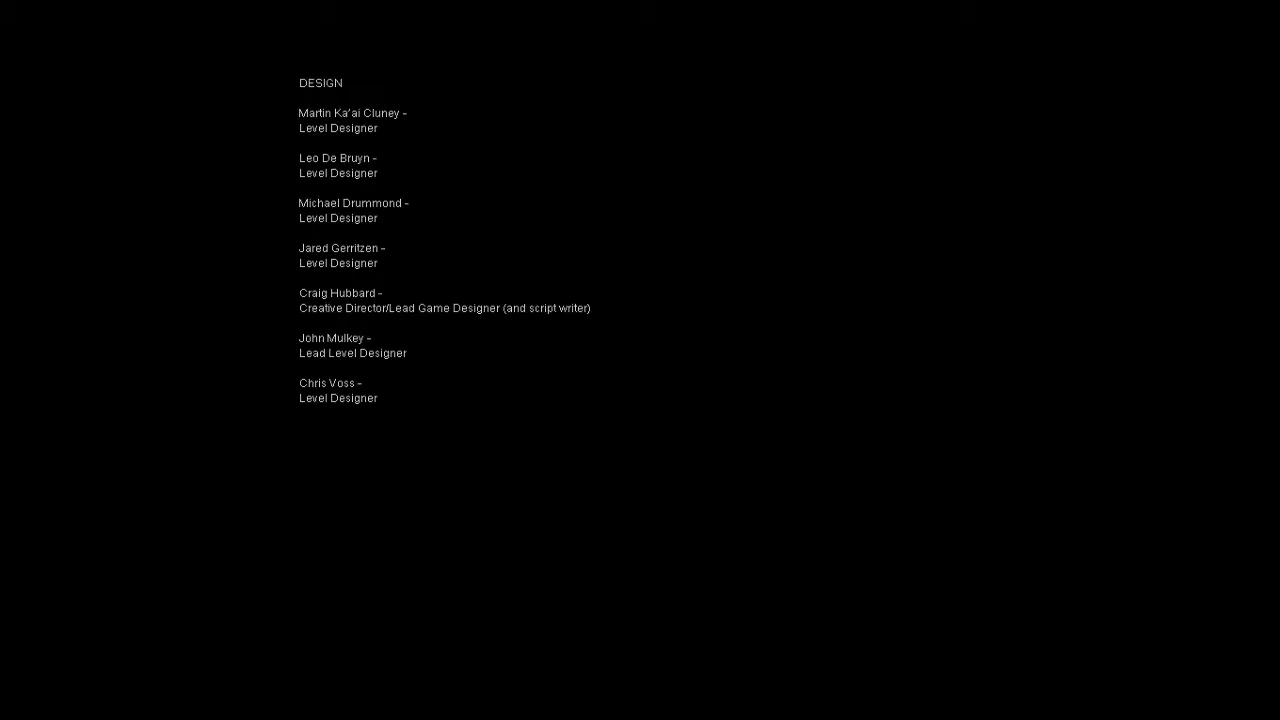 DESIGN
Martin Ka'ai Cluney -
Level Designer
Leo De Bruyn -
Level Designer
Michael Drummond -
Level Designer
Jared Gerritzen -
Level Designer
Craig Hubbard -
Creative Director/Lead Game Designer (and script writer)
John Mulkey -
Lead Level Designer
Chris Voss -
Level Designer